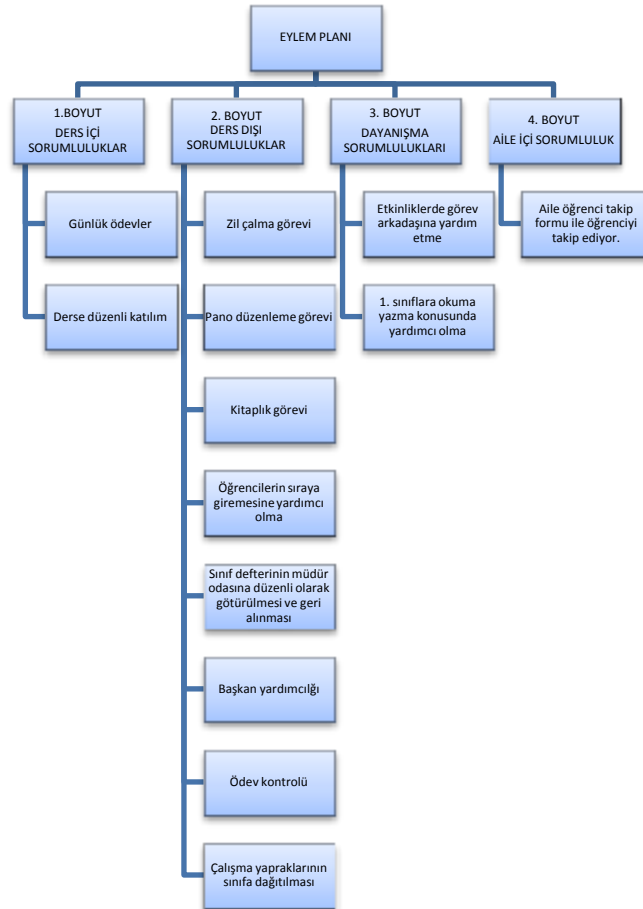 EYLEM PLANI
1.BOYUT
DERS İÇİ
SORUMLULUKLAR
Günlük ödevler
Derse düzenli katılım
2. BOYUT
DERS DIŞI
SORUMLULUKLAR
Zil çalma görevi
Pano düzenleme görevi
Kitaplık görevi
Öğrencilerin sıraya
giremesine yardımcı
olma
Sınıf defterinin müdür
odasına düzenli olarak
götürülmesi ve geri
alınması
Başkan yardımcılğı
Ödev kontrolü
Çalışma yapraklarının
sınıfa dağıtılması
3. BOYUT
DAYANIŞMA
SORUMLULUKLARI
Etkinliklerde görev
arkadaşına yardım
etme
1. sınıflara okuma
yazma konusunda
yardımcı olma
4. BOYUT
AİLE İÇİ SORUMLULUK
Aile öğrenci takip
formu ile öğrenciyi
takip ediyor.